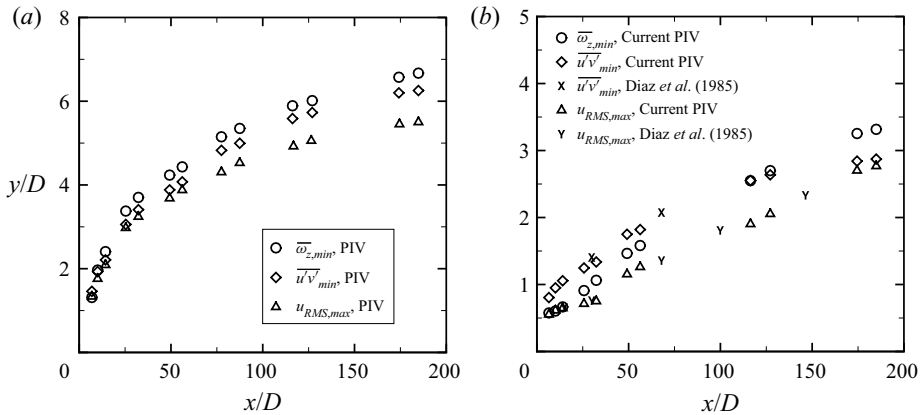 (a)
8
6
y/D
4
2
0
50
100
150
200
x/D
ω̅z,min, PIV
u′v′min, PIV
uRMS,max, PIV
(b)
5
4
3
2
1
0
50
100
150
200
x/D
ω̅z,min, Current PIV
u′v′min, Current PIV
u′v′min, Diaz et al. (1985)
uRMS,max, Current PIV
uRMS,max, Diaz et al. (1985)